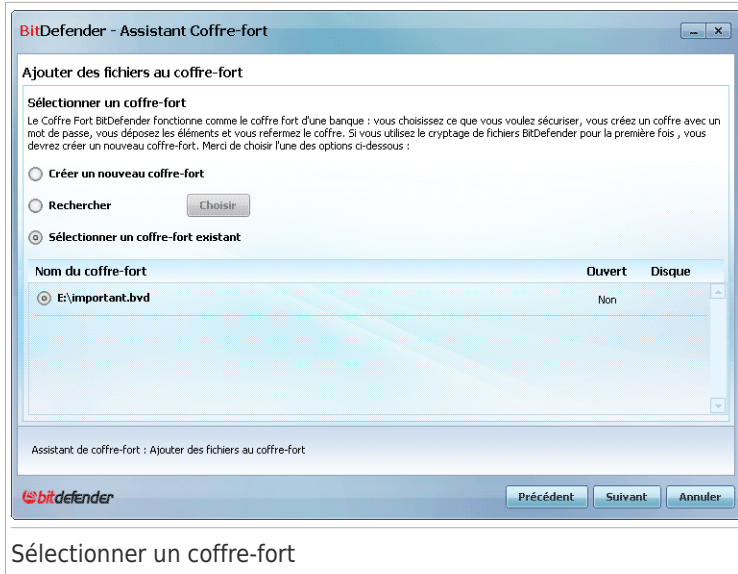 BitDefender - Assistant Coffre-fort
Ajouter des fichiers au coffre-fort
Sélectionner un coffre-fort
Le Coffre Fort BitDefender fonctionne comme le coffre fort d'une banque : vous choisissez ce que vous voulez sécuriser, vous créez un coffre avec un
mot de passe, vous déposez les éléments et vous refermez le coffre. Si vous utilisez le cryptage de fichiers BitDefender pour la première fois , vous
devrez créer un nouveau coffre-fort. Merci de choisir l'une des options ci-dessous :
Créer un nouveau coffre-fort
Rechercher Choisir
Sélectionner un coffre-fort existant
Nom du coffre-fort Ouvert Disque
E:\important.bvd Non
Assistant de coffre-fort : Ajouter des fichiers au coffre-fort
bitdefender Précédent Suivant Annuler
Sélectionner un coffre-fort